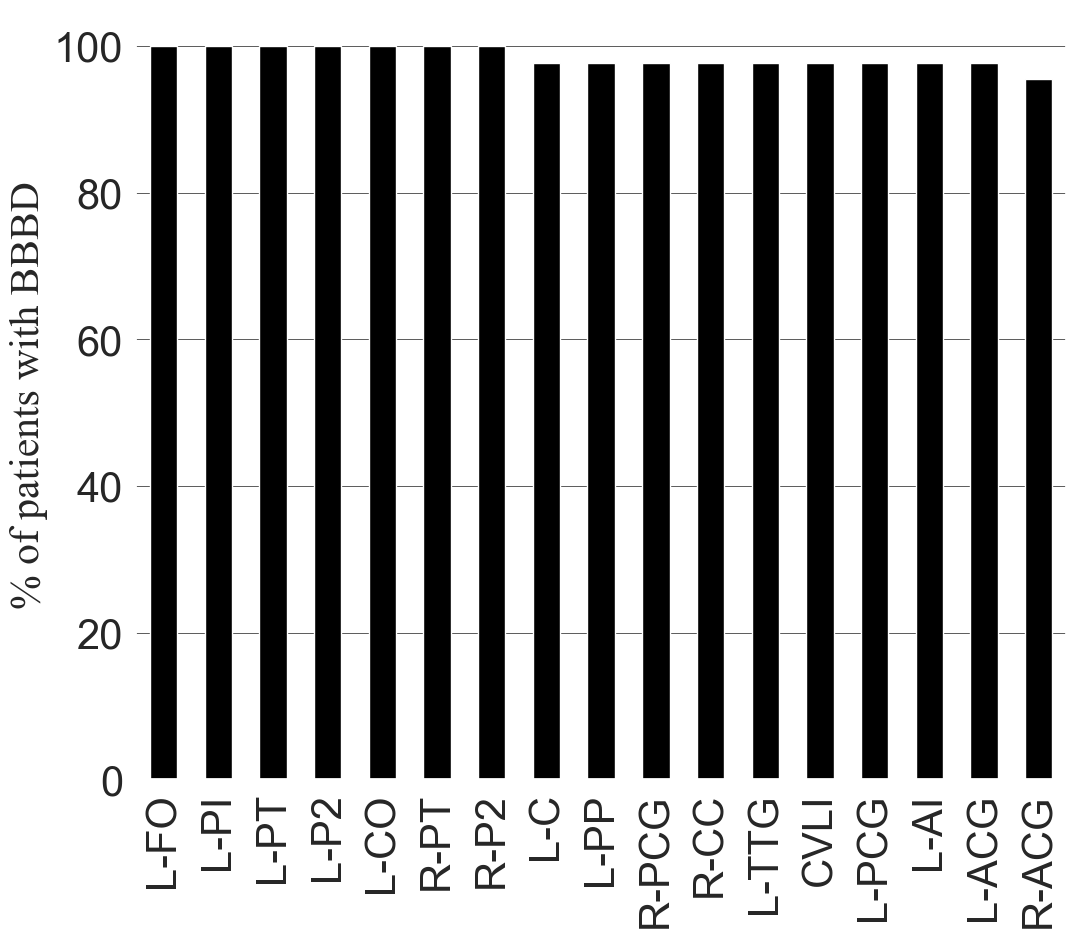 % of patients with BBBD
100
80
60
40
20
0
L-FO
L-PI
L-PT
L-P2
L-CO
R-PT
R-P2
L-C
L-PP
R-PCG
R-CC
L-TTG
CVLI
L-PCG
L-AI
L-ACG
R-ACG